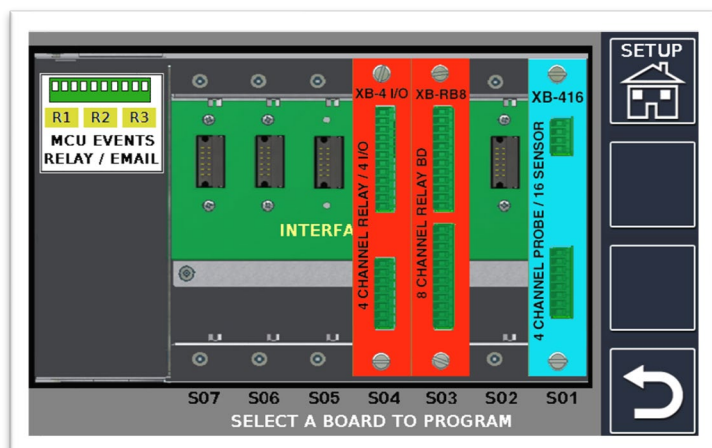 SETUP
R1 R2 R3
MCU EVENTS
RELAY / EMAIL
XB-4 I/O
XB-RB8
XB-416
4 CHANNEL RELAY / 4 I/O
8 CHANNEL RELAY BD
4 CHANNEL PROBE / 16 SENSOR
INTERFA
S07 S06 S05 S04 S03 S02 S01
SELECT A BOARD TO PROGRAM